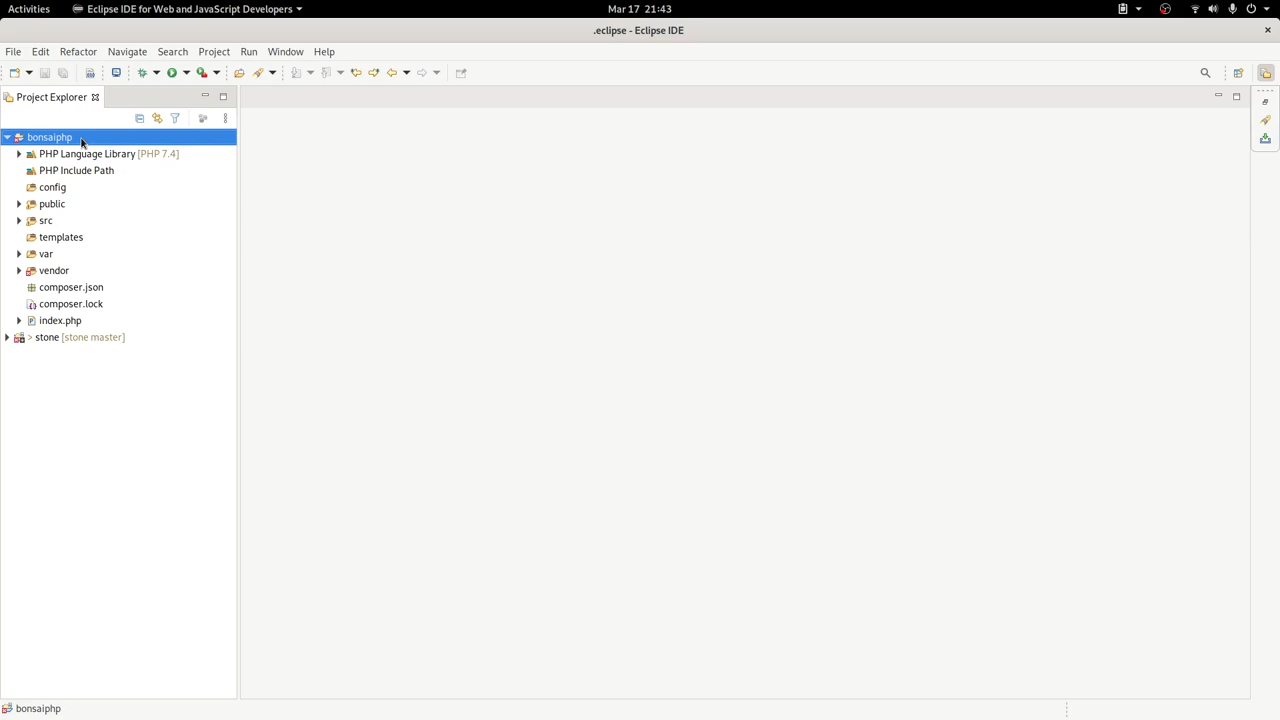 Activities Eclipse IDE for Web and JavaScript Developers Mar 17 21:43
.eclipse - Eclipse IDE
File Edit Refactor Navigate Search Project Run Window Help
Project Explorer
bonsaiphp
PHP Language Library [PHP 7.4]
PHP Include Path
config
public
src
templates
var
vendor
composer.json
composer.lock
index.php
> stone [stone master]
bonsaiphp